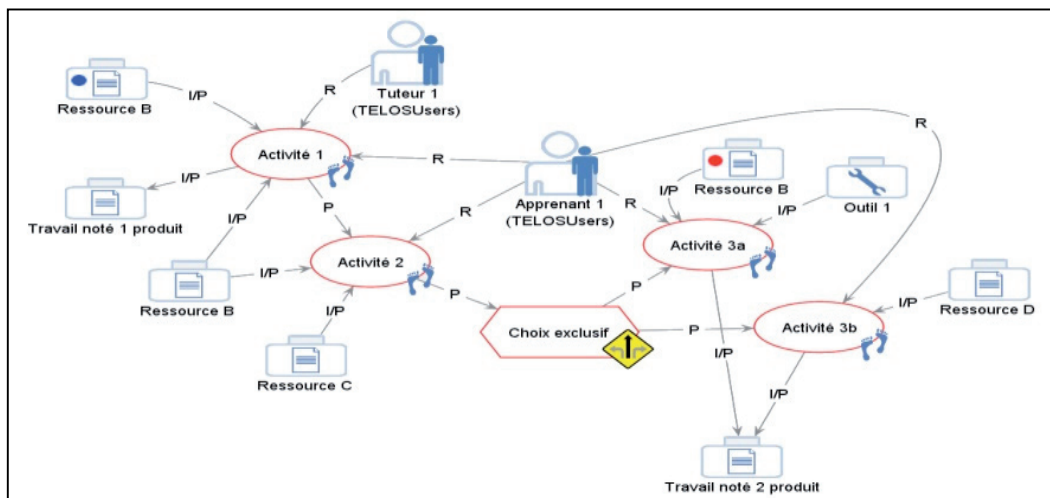 Tuteur 1
(TELOSUsers)
Ressource B
I/P
R
Activité 1
R
R
I/P
Travail noté 1 produit
Apprenant 1
(TELOSUsers)
Ressource B
I/P
Outil 1
I/P
P
R
R
I/P
Activité 3a
Activité 2
I/P
Ressource B
P
P
I/P
Ressource D
I/P
Choix exclusif
P
Activité 3b
Ressource C
I/P
I/P
Travail noté 2 produit